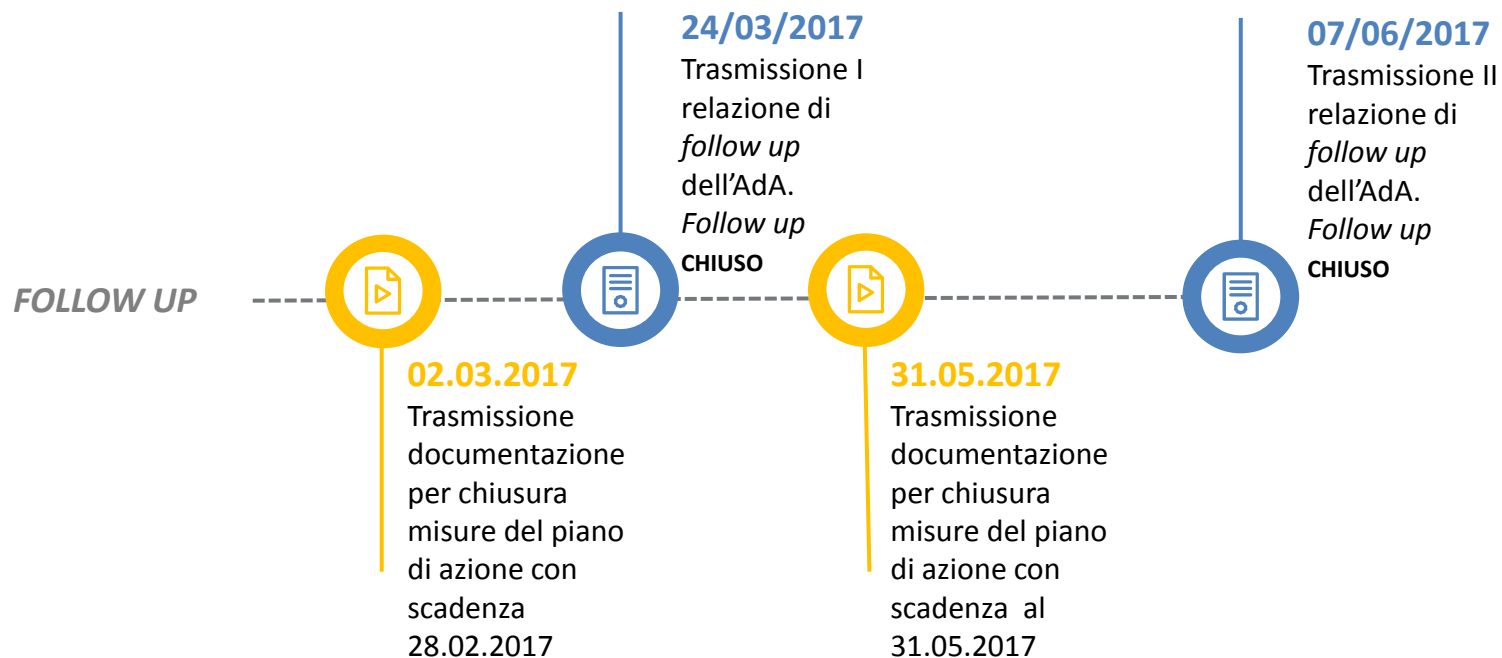 24/03/2017
Trasmissione I
relazione di
follow up
dell’AdA.
Follow up
CHIUSO
07/06/2017
Trasmissione II
relazione di
follow up
dell’AdA.
Follow up
CHIUSO
FOLLOW UP
02.03.2017
Trasmissione
documentazione
per chiusura
misure del piano
di azione con
scadenza
28.02.2017
31.05.2017
Trasmissione
documentazione
per chiusura
misure del piano
di azione con
scadenza al
31.05.2017